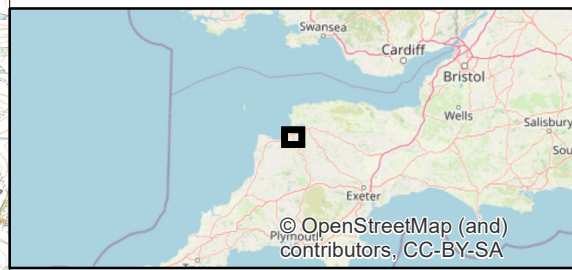 Swansea
Cardiff
Bristol
Wells
Salisbury
Sou
Exeter
Plymouth
© OpenStreetMap (and)
contributors, CC-BY-SA